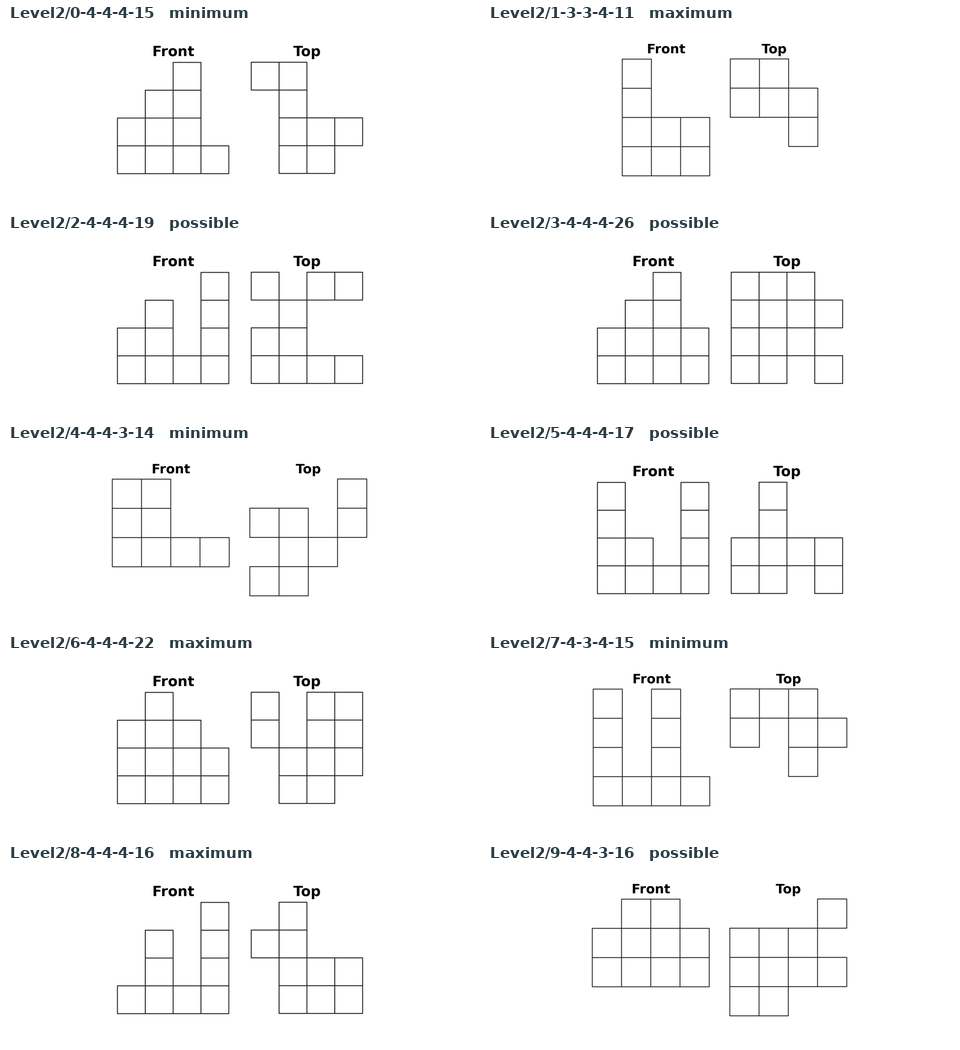 Level2/0-4-4-4-15 minimum
Level2/1-3-3-4-11 maximum
Front Top
Front Top
Level2/2-4-4-4-19 possible
Level2/3-4-4-4-26 possible
Front Top
Front Top
Level2/4-4-4-3-14 minimum
Level2/5-4-4-4-17 possible
Front Top
Front Top
Level2/6-4-4-4-22 maximum
Level2/7-4-3-4-15 minimum
Front Top
Front Top
Level2/8-4-4-4-16 maximum
Level2/9-4-4-3-16 possible
Front Top
Front Top